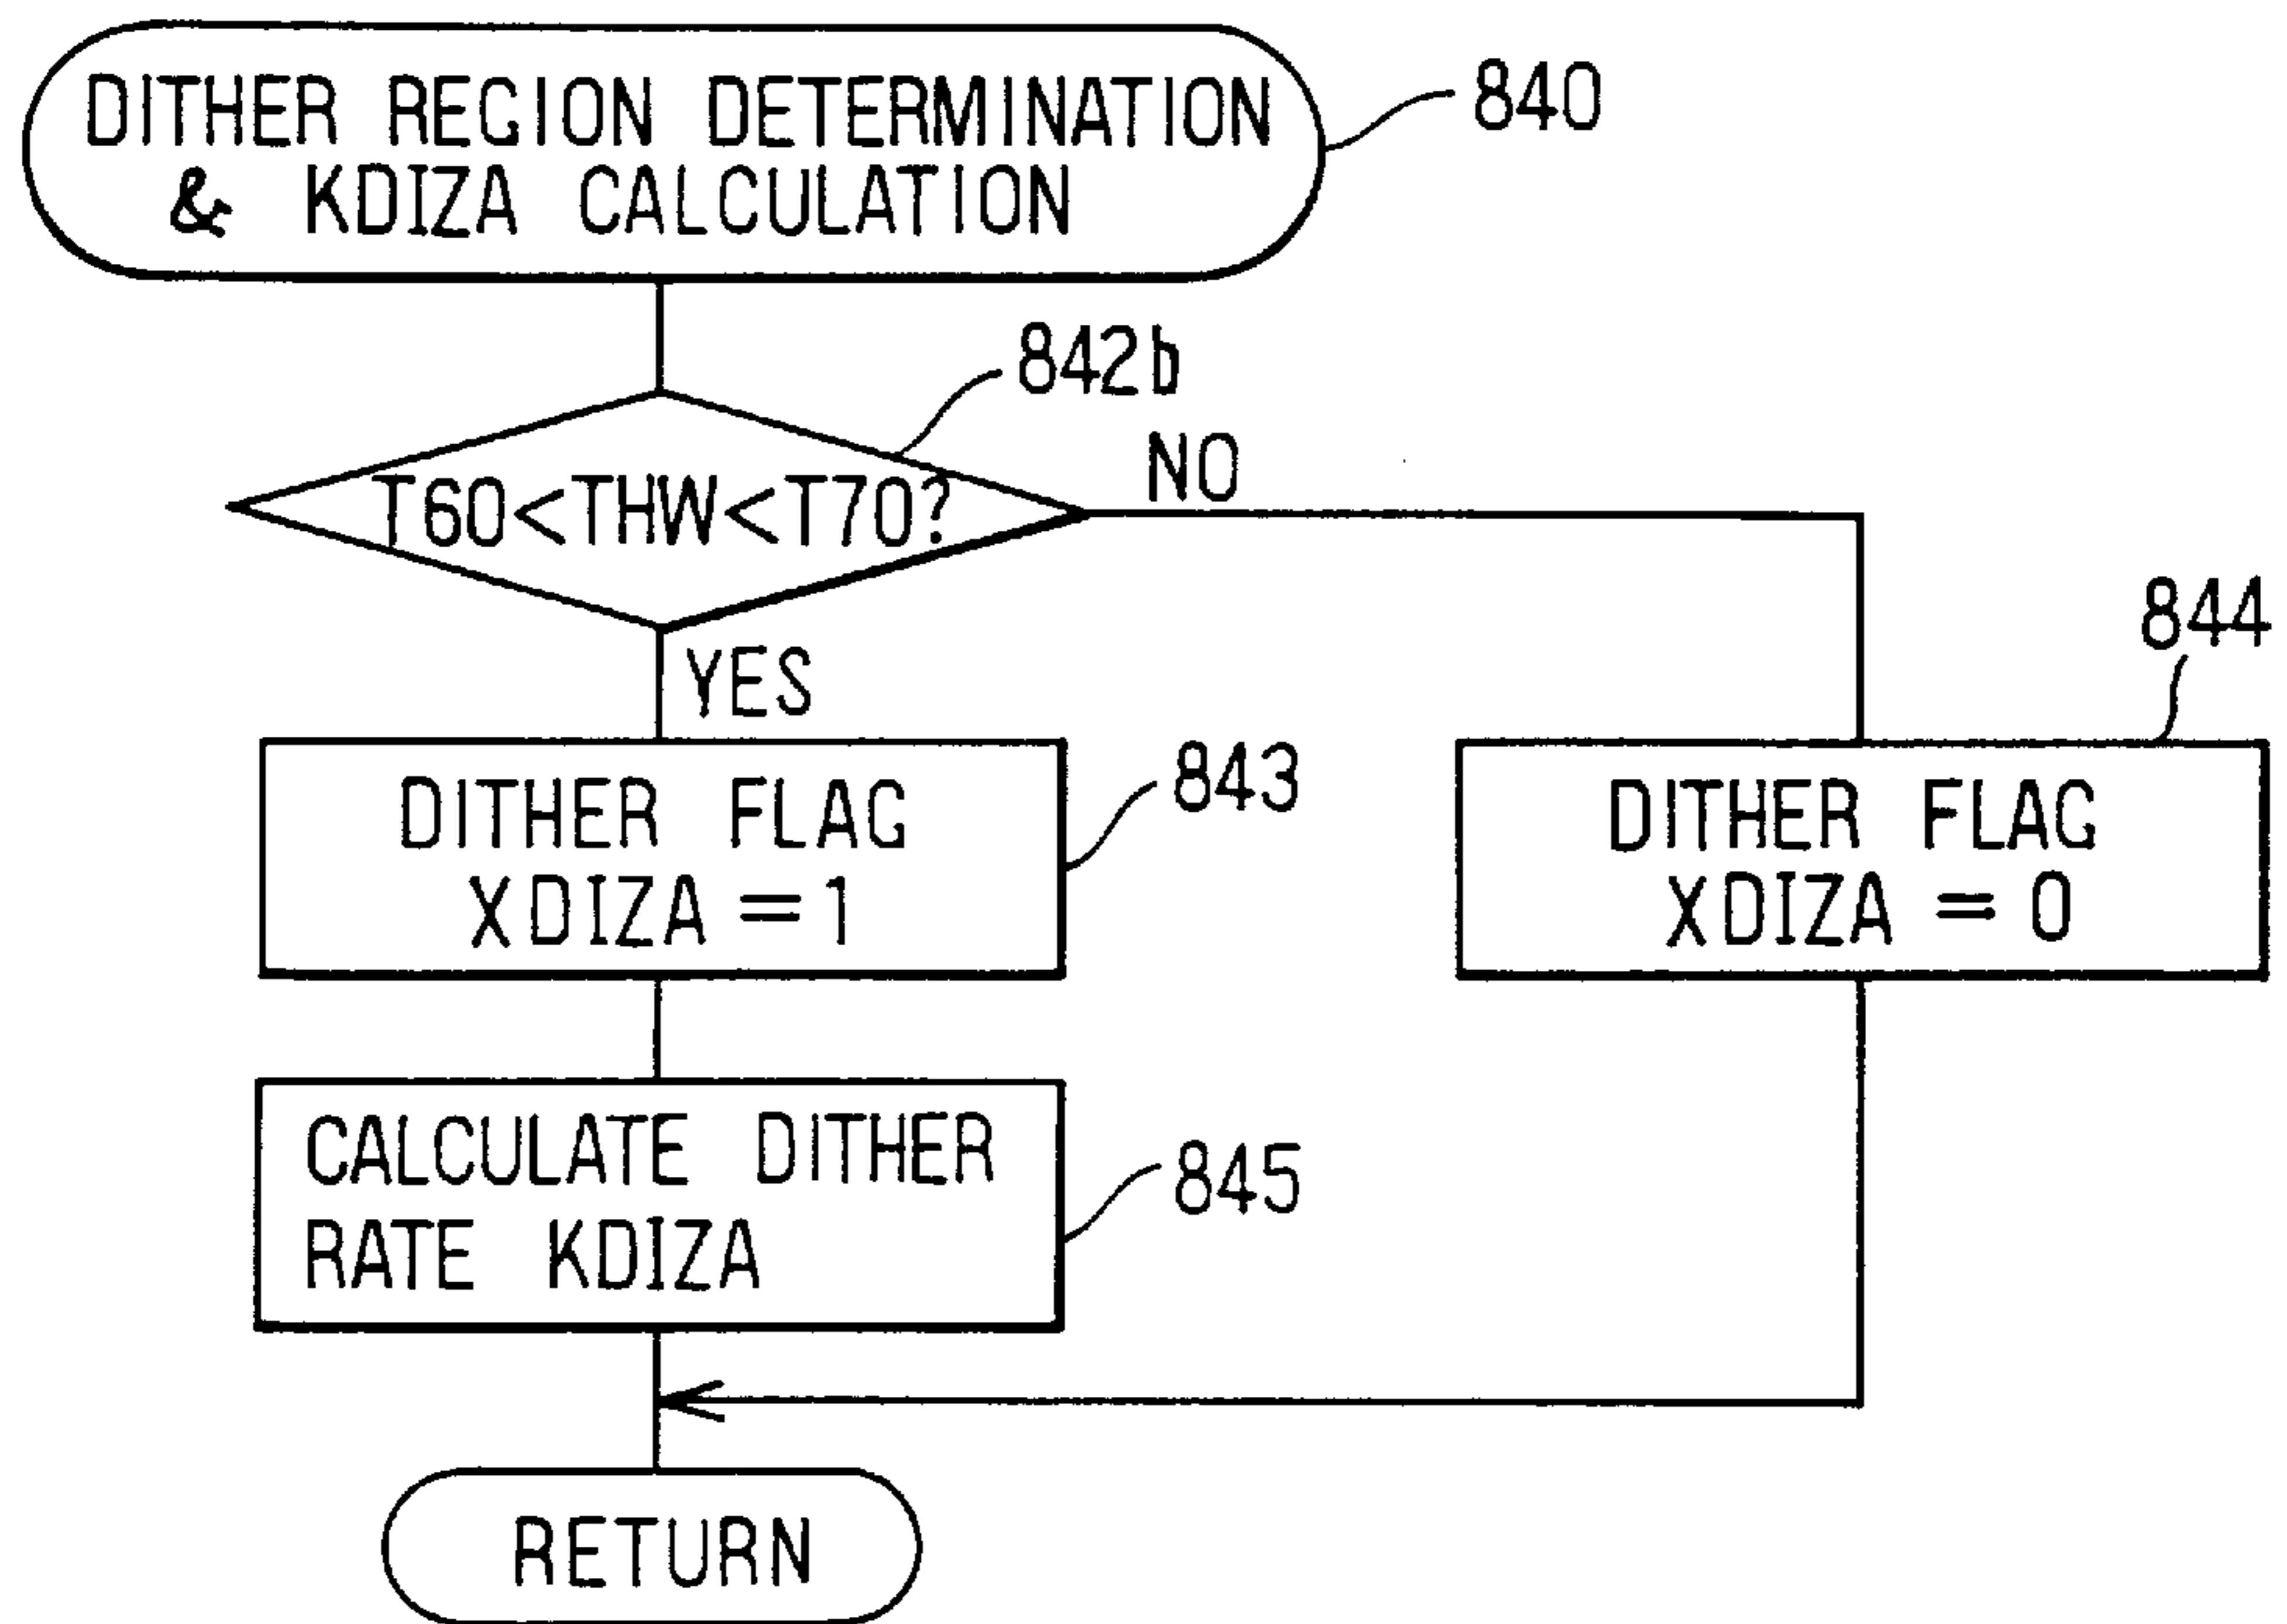 DITHER REGION DETERMINATION
& KDIZA CALCULATION
840
842b
T60<THW<T70?
NO
YES
844
DITHER FLAG
XDIZA = 1
843
DITHER FLAG
XDIZA = 0
CALCULATE DITHER
RATE KDIZA
845
RETURN